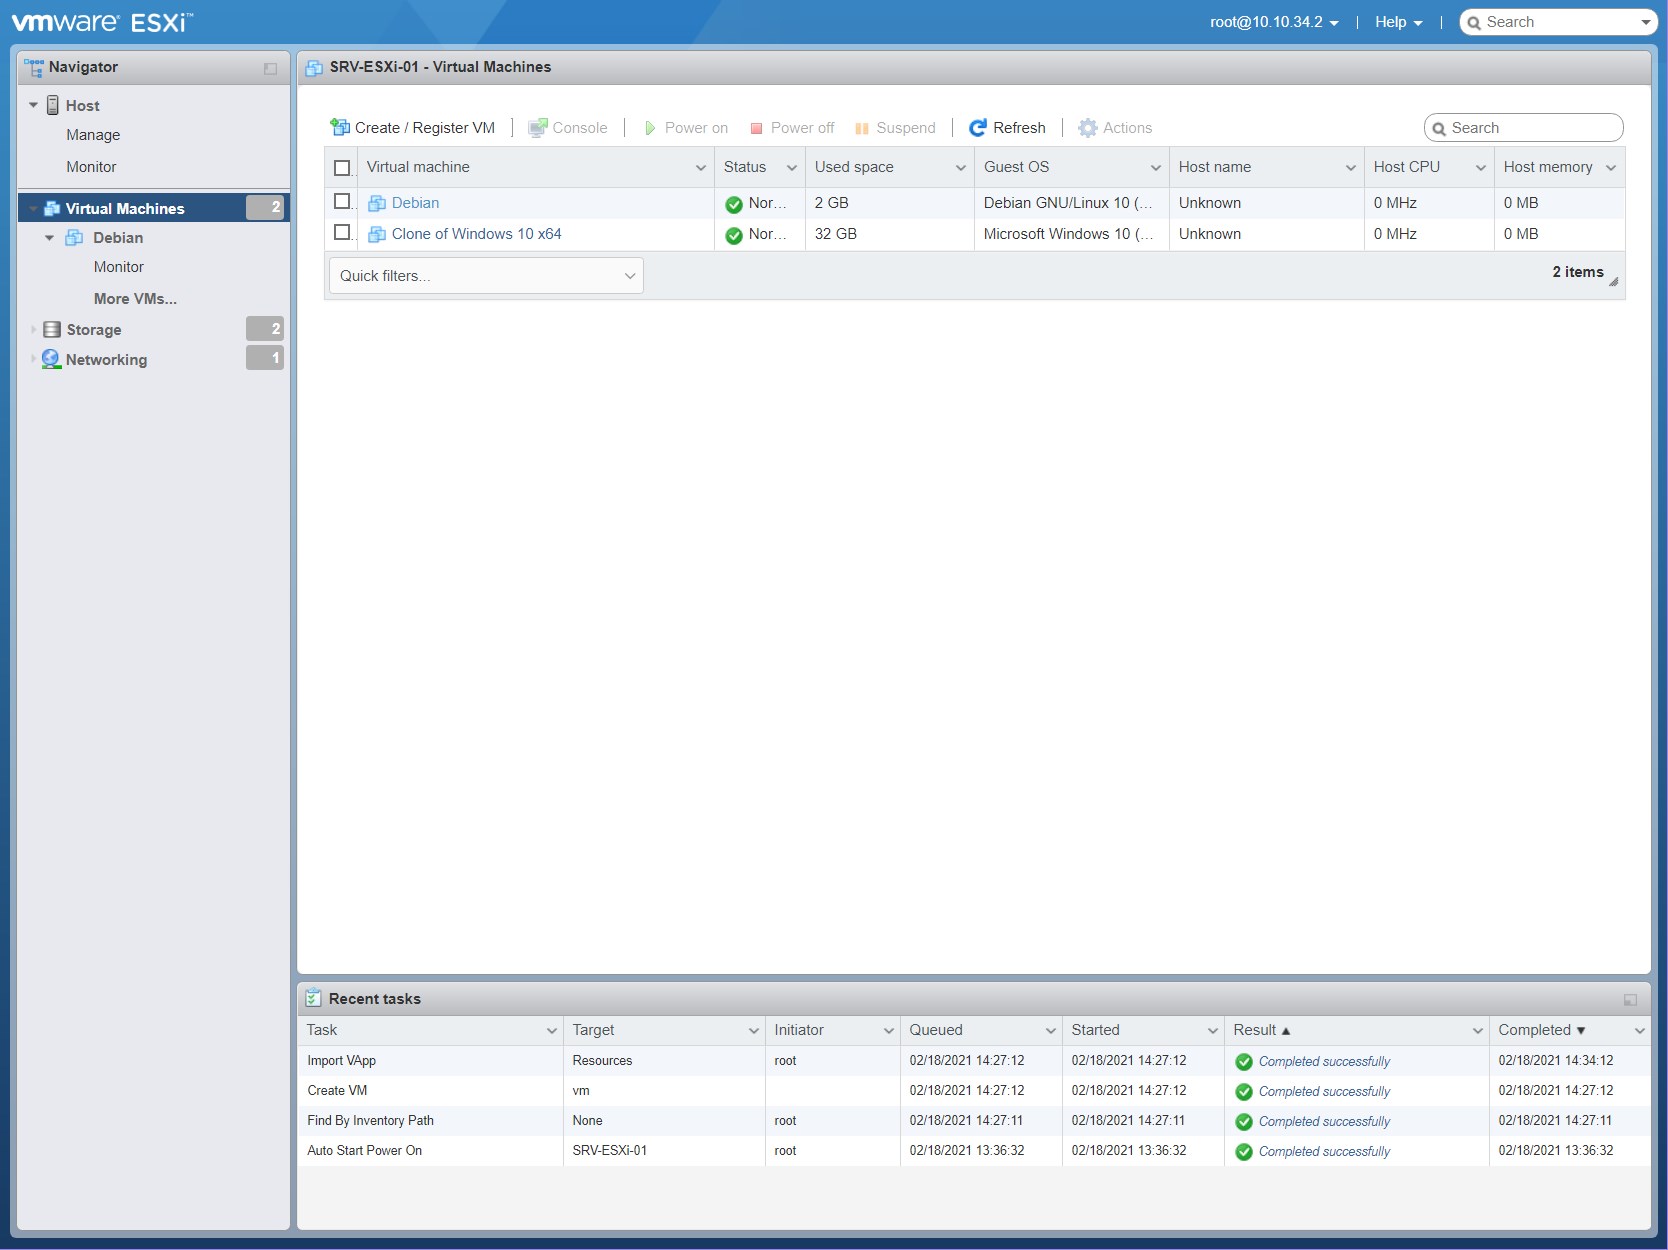 vmware® ESXi™
root@10.10.34.2 | Help | Search
Navigator
Host
Manage
Monitor
Virtual Machines 2
Debian
Monitor
More VMs...
Storage 2
Networking 1
SRV-ESXi-01 - Virtual Machines
Create / Register VM | Console | Power on Power off Suspend | Refresh | Actions Search
Virtual machine Status Used space Guest OS Host name Host CPU Host memory
Debian Nor... 2 GB Debian GNU/Linux 10 (... Unknown 0 MHz 0 MB
Clone of Windows 10 x64 Nor... 32 GB Microsoft Windows 10 (... Unknown 0 MHz 0 MB
Quick filters... 2 items
Recent tasks
Task Target Initiator Queued Started Result ▲ Completed ▼
Import VApp Resources root 02/18/2021 14:27:12 02/18/2021 14:27:12 Completed successfully 02/18/2021 14:34:12
Create VM vm 02/18/2021 14:27:12 02/18/2021 14:27:12 Completed successfully 02/18/2021 14:27:12
Find By Inventory Path None root 02/18/2021 14:27:11 02/18/2021 14:27:11 Completed successfully 02/18/2021 14:27:11
Auto Start Power On SRV-ESXi-01 root 02/18/2021 13:36:32 02/18/2021 13:36:32 Completed successfully 02/18/2021 13:36:32